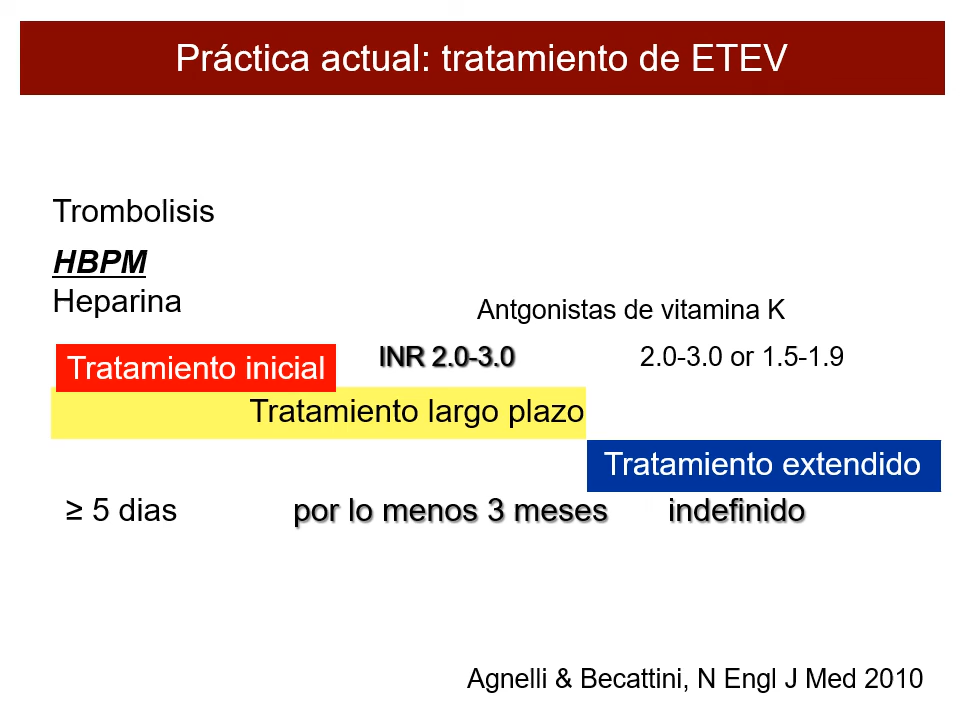 Práctica actual: tratamiento de ETEV
Trombolisis
HBPM
Heparina
Antgonistas de vitamina K
INR 2.0-3.0
2.0-3.0 or 1.5-1.9
Tratamiento inicial
Tratamiento largo plazo
Tratamiento extendido
≥ 5 dias
por lo menos 3 meses
indefinido
Agnelli & Becattini, N Engl J Med 2010